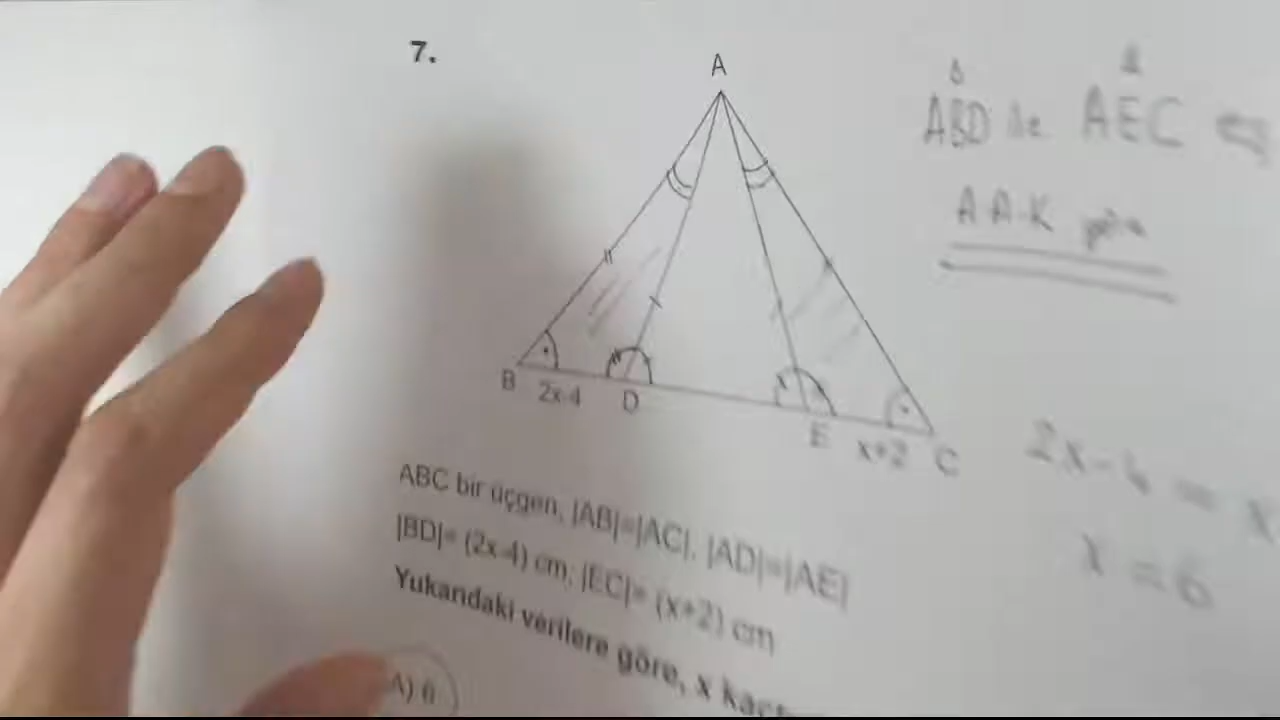 7.
A
ABD ile AEC
A.A.K
B 2x-4 D E x+2 C
2x-4 = x
x = 6
ABC bir üçgen, |AB|=|AC|, |AD|=|AE|
|BD|= (2x-4) cm, |EC|= (x+2) cm
Yukarıdaki verilere göre, x kaçt
A) 6